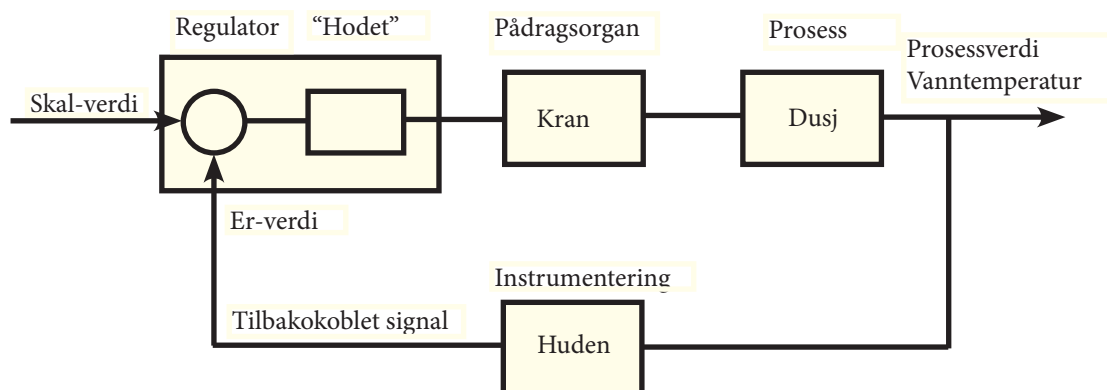 Regulator “Hodet” Pådragsorgan Prosess
Prosessverdi
Vanntemperatur
Skal-verdi
Kran
Dusj
Er-verdi
Instrumentering
Tilbakokoblet signal
Huden